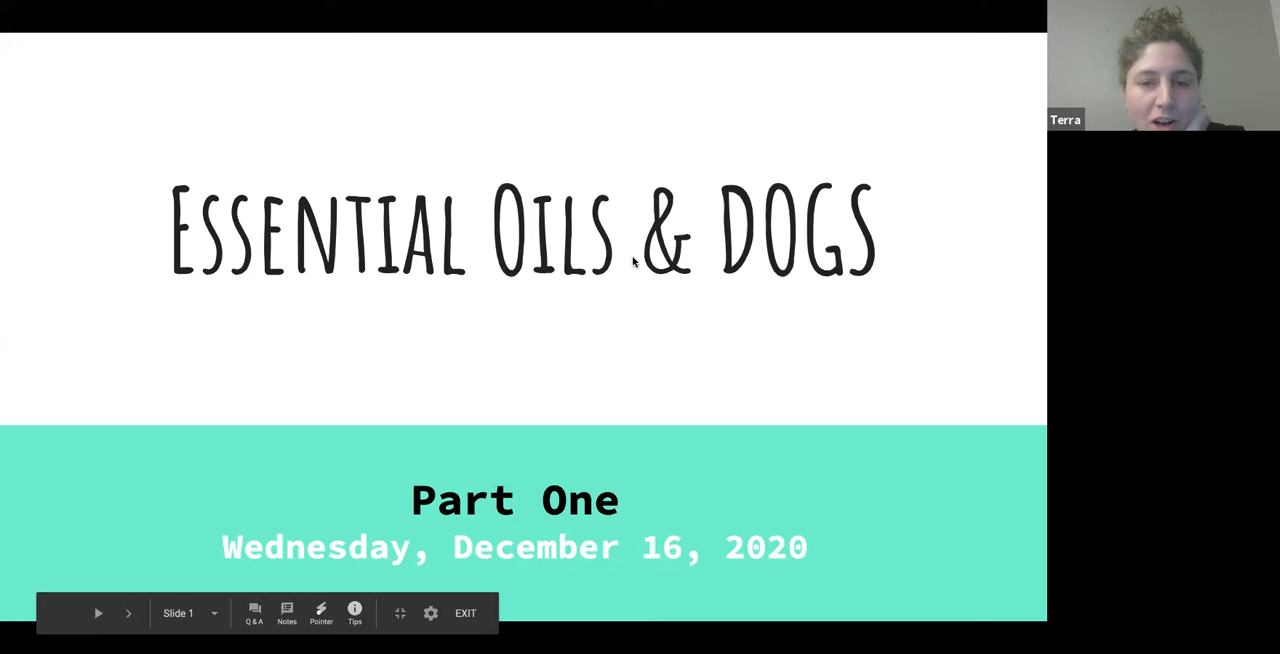 Terra
Essential Oils & DOGS
Part One
Wednesday, December 16, 2020
Slide 1
Q & A
Notes
Pointer
Tips
EXIT